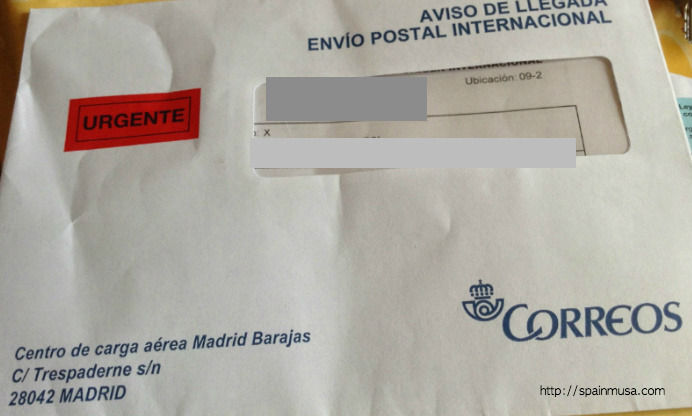 AVISO DE LLEGADA
ENVÍO POSTAL INTERNACIONAL
INTERNACIONAL
Ubicación: 09-2
URGENTE
X
CORREOS
Centro de carga aérea Madrid Barajas
C/ Trespaderne s/n
28042 MADRID
http://spainmusa.com